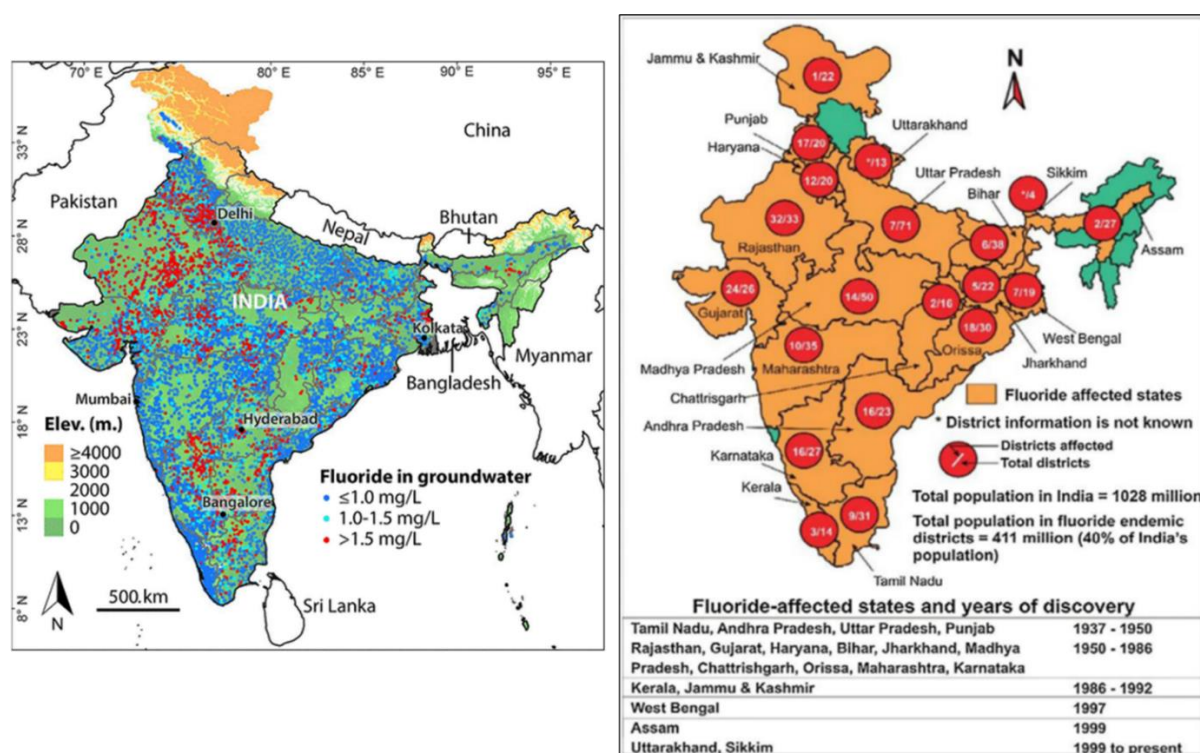 70° E
80° E
85° E
90° E
95° E
33° N
28° N
23° N
18° N
13° N
8° N
China
Pakistan
Delhi
Nepal
Bhutan
INDIA
Kolkata
Myanmar
Bangladesh
Mumbai
Hyderabad
Elev. (m.)
≥4000
3000
2000
1000
0
Fluoride in groundwater
≤1.0 mg/L
1.0-1.5 mg/L
>1.5 mg/L
Bangalore
500.km
N
Sri Lanka
Jammu & Kashmir
1/22
N
Punjab
17/20
Uttarakhand
Haryana
*/13
12/20
Uttar Pradesh
Sikkim
*/4
Bihar
32/33
7/71
2/27
Rajasthan
6/38
Assam
24/26
Gujarat
14/50
5/22
7/19
2/16
18/30
West Bengal
10/35
Orissa
Jharkhand
Madhya Pradesh
Maharashtra
Chattrisgarh
Fluoride affected states
16/23
Andhra Pradesh
* District information is not known
Districts affected
Total districts
16/27
Karnataka
Kerala
Total population in India = 1028 million
9/31
3/14
Total population in fluoride endemic
districts = 411 million (40% of India's
population)
Tamil Nadu
Fluoride-affected states and years of discovery
Tamil Nadu, Andhra Pradesh, Uttar Pradesh, Punjab 1937 - 1950
Rajasthan, Gujarat, Haryana, Bihar, Jharkhand, Madhya 1950 - 1986
Pradesh, Chattrishgarh, Orissa, Maharashtra, Karnataka
Kerala, Jammu & Kashmir 1986 - 1992
West Bengal 1997
Assam 1999
Uttarakhand, Sikkim 1999 to present